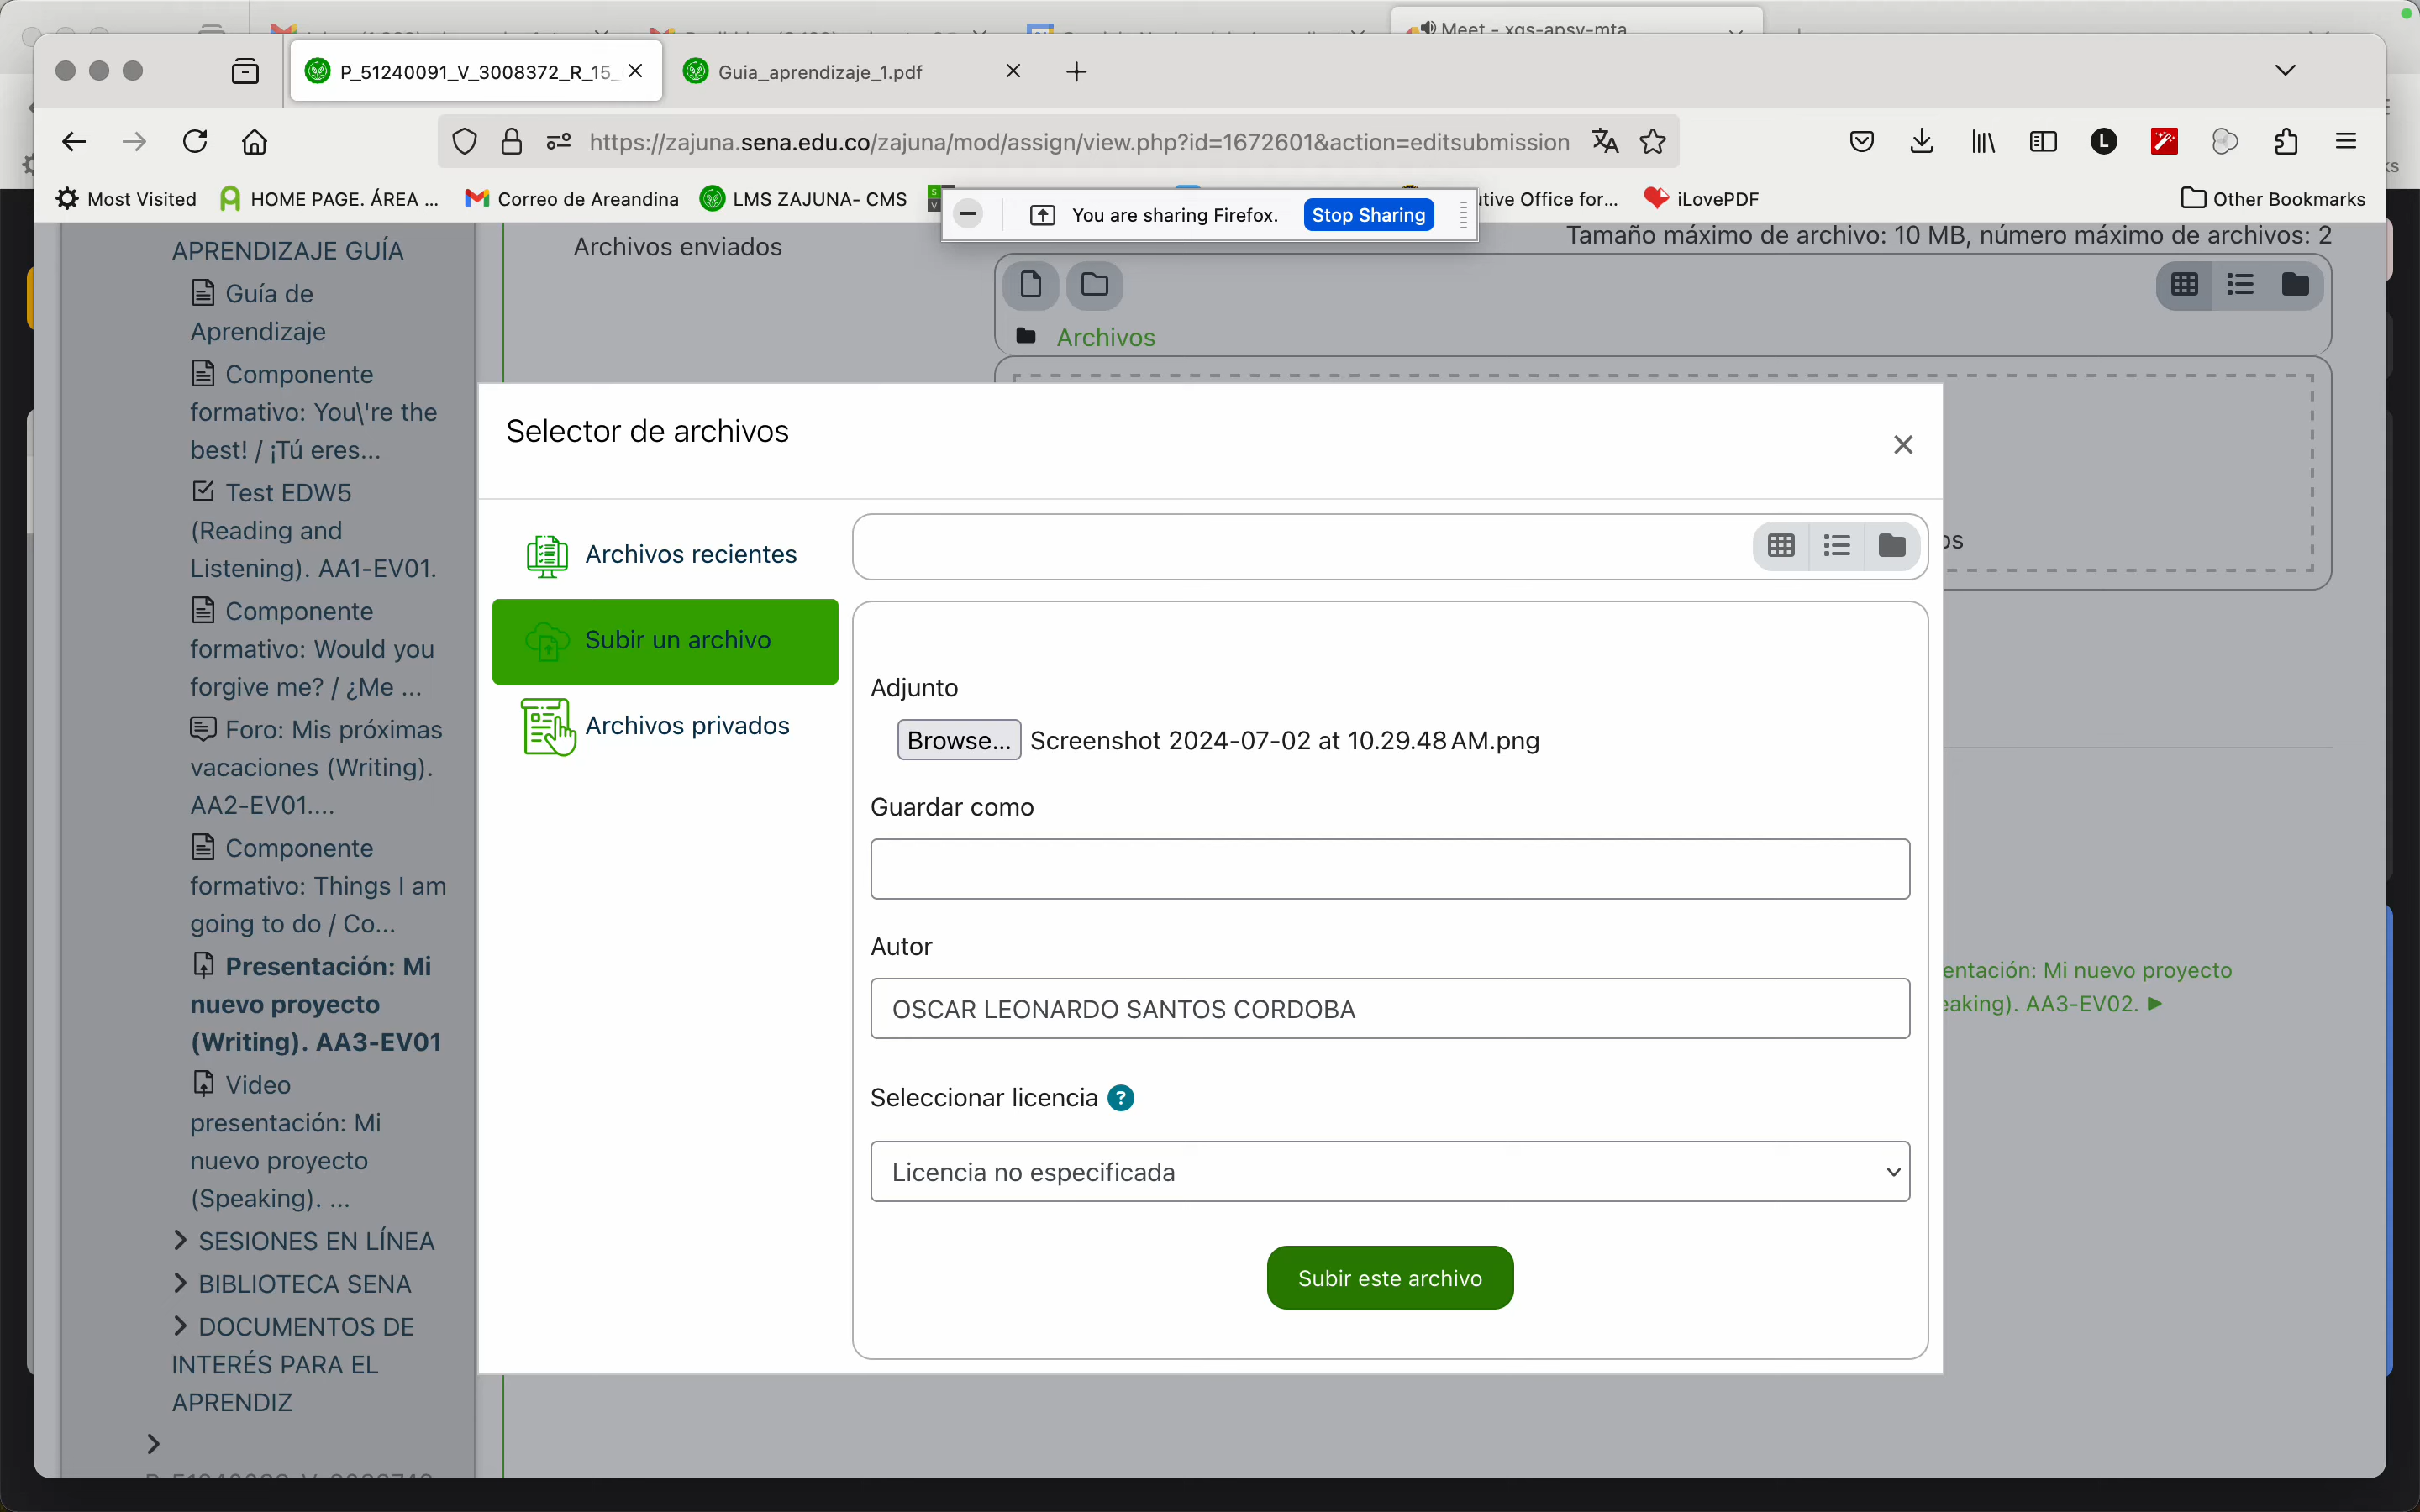 Meet - xgs-apsv-mta
P_51240091_V_3008372_R_15_
Guia_aprendizaje_1.pdf
https://zajuna.sena.edu.co/zajuna/mod/assign/view.php?id=1672601&action=editsubmission
Most Visited
HOME PAGE. ÁREA ...
Correo de Areandina
LMS ZAJUNA- CMS
utive Office for...
iLovePDF
Other Bookmarks
You are sharing Firefox.
Stop Sharing
APRENDIZAJE GUÍA
Guía de
Aprendizaje
Componente
formativo: You\'re the
best! / ¡Tú eres...
Test EDW5
(Reading and
Listening). AA1-EV01.
Componente
formativo: Would you
forgive me? / ¿Me ...
Foro: Mis próximas
vacaciones (Writing).
AA2-EV01....
Componente
formativo: Things I am
going to do / Co...
Presentación: Mi
nuevo proyecto
(Writing). AA3-EV01
Video
presentación: Mi
nuevo proyecto
(Speaking). ...
SESIONES EN LÍNEA
BIBLIOTECA SENA
DOCUMENTOS DE
INTERÉS PARA EL
APRENDIZ
Archivos enviados
Tamaño máximo de archivo: 10 MB, número máximo de archivos: 2
Archivos
Selector de archivos
Archivos recientes
Subir un archivo
Archivos privados
Adjunto
Browse... Screenshot 2024-07-02 at 10.29.48 AM.png
Guardar como
Autor
OSCAR LEONARDO SANTOS CORDOBA
Seleccionar licencia
Licencia no especificada
Subir este archivo
os
entación: Mi nuevo proyecto
eaking). AA3-EV02. ►